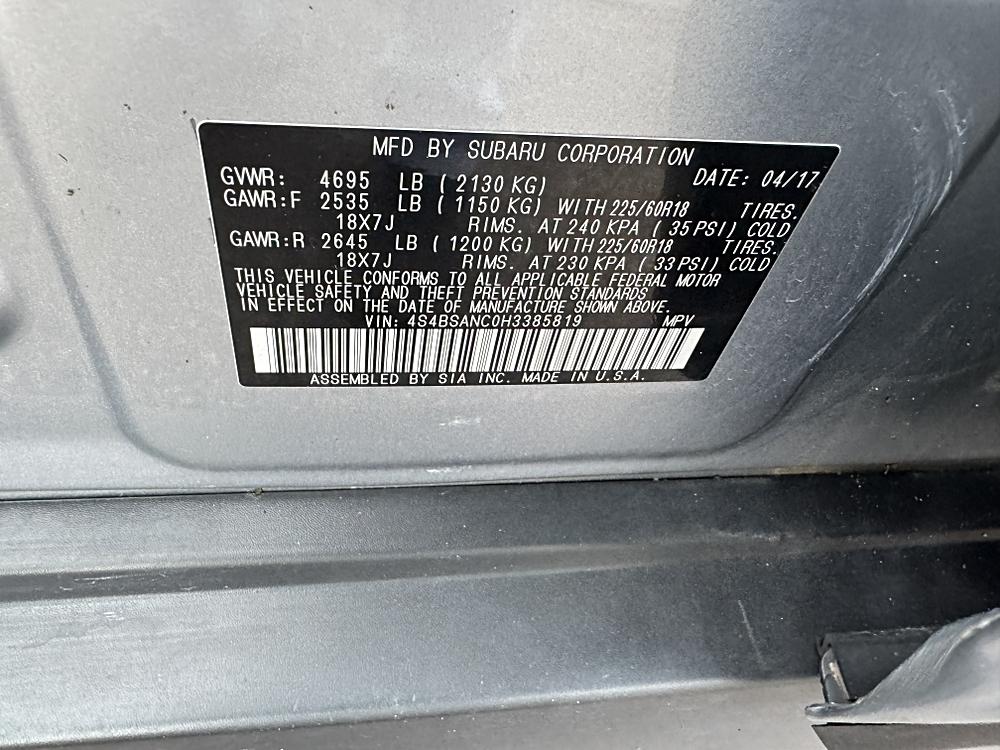 MFD BY SUBARU CORPORATION
GVWR: 4695 LB ( 2130 KG) DATE: 04/17
GAWR:F 2535 LB ( 1150 KG) WITH 225/60R18 TIRES.
18X7J RIMS. AT 240 KPA ( 35 PSI) COLD
GAWR:R 2645 LB ( 1200 KG) WITH 225/60R18 TIRES.
18X7J RIMS. AT 230 KPA ( 33 PSI) COLD
THIS VEHICLE CONFORMS TO ALL APPLICABLE FEDERAL MOTOR
VEHICLE SAFETY AND THEFT PREVENTION STANDARDS
IN EFFECT ON THE DATE OF MANUFACTURE SHOWN ABOVE.
VIN: 4S4BSANC0H3385819 MPV
ASSEMBLED BY SIA INC. MADE IN U.S.A.